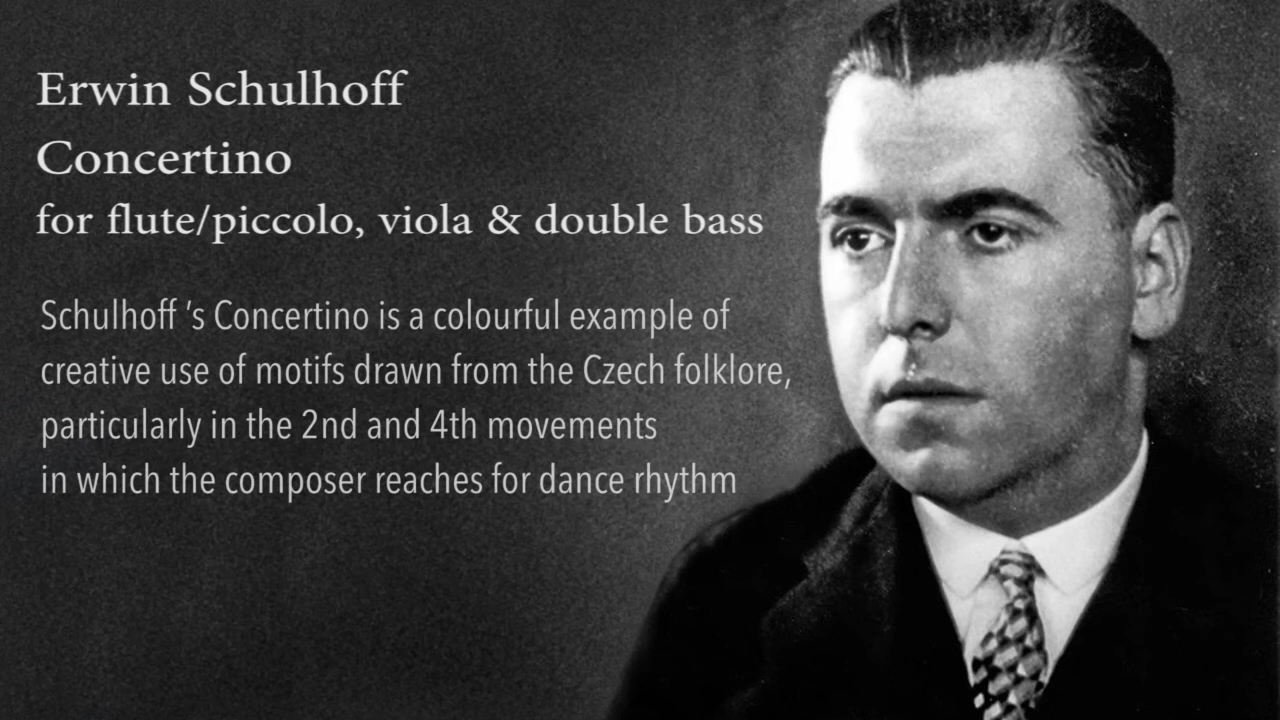 Erwin Schulhoff
Concertino
for flute/piccolo, viola & double bass
Schulhoff ‘s Concertino is a colourful example of
creative use of motifs drawn from the Czech folklore,
particularly in the 2nd and 4th movements
in which the composer reaches for dance rhythm